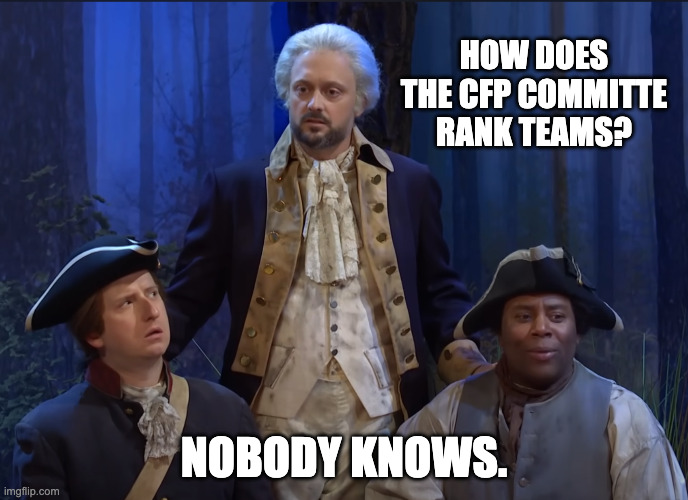 HOW DOES
THE CFP COMMITTE
RANK TEAMS?
NOBODY KNOWS.
imgflip.com